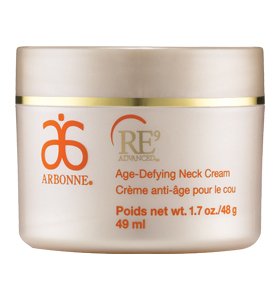 RE⁹
ADVANCED™
ARBONNE®
Age-Defying Neck Cream
Crème anti-âge pour le cou
Poids net wt. 1.7 oz./48 g
49 ml